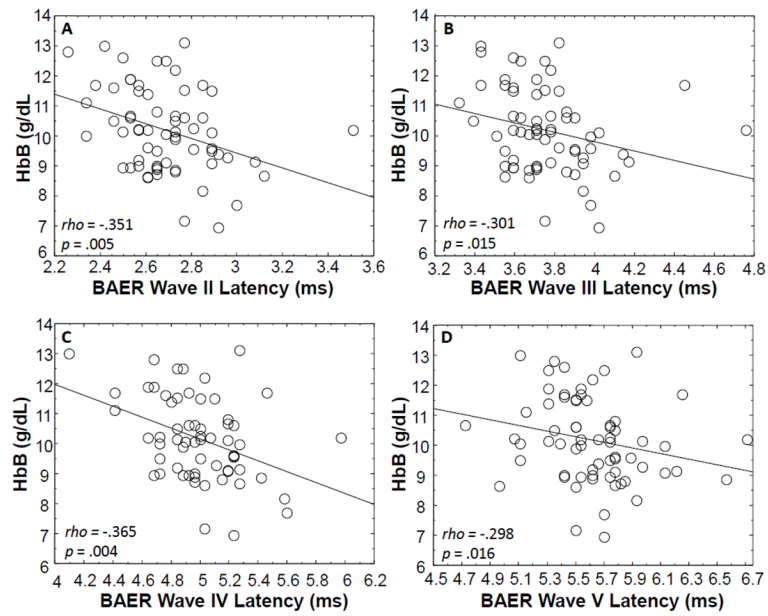 A
14
13
12
11
10
9
8
7
6
HbB (g/dL)
rho = -.351
p = .005
2.2 2.4 2.6 2.8 3 3.2 3.4 3.6
BAER Wave II Latency (ms)
B
14
13
12
11
10
9
8
7
6
HbB (g/dL)
rho = -.301
p = .015
3.2 3.4 3.6 3.8 4 4.2 4.4 4.6 4.8
BAER Wave III Latency (ms)
C
14
13
12
11
10
9
8
7
6
HbB (g/dL)
rho = -.365
p = .004
4 4.2 4.4 4.6 4.8 5 5.2 5.4 5.6 5.8 6 6.2
BAER Wave IV Latency (ms)
D
14
13
12
11
10
9
8
7
6
HbB (g/dL)
rho = -.298
p = .016
4.5 4.7 4.9 5.1 5.3 5.5 5.7 5.9 6.1 6.3 6.5 6.7
BAER Wave V Latency (ms)